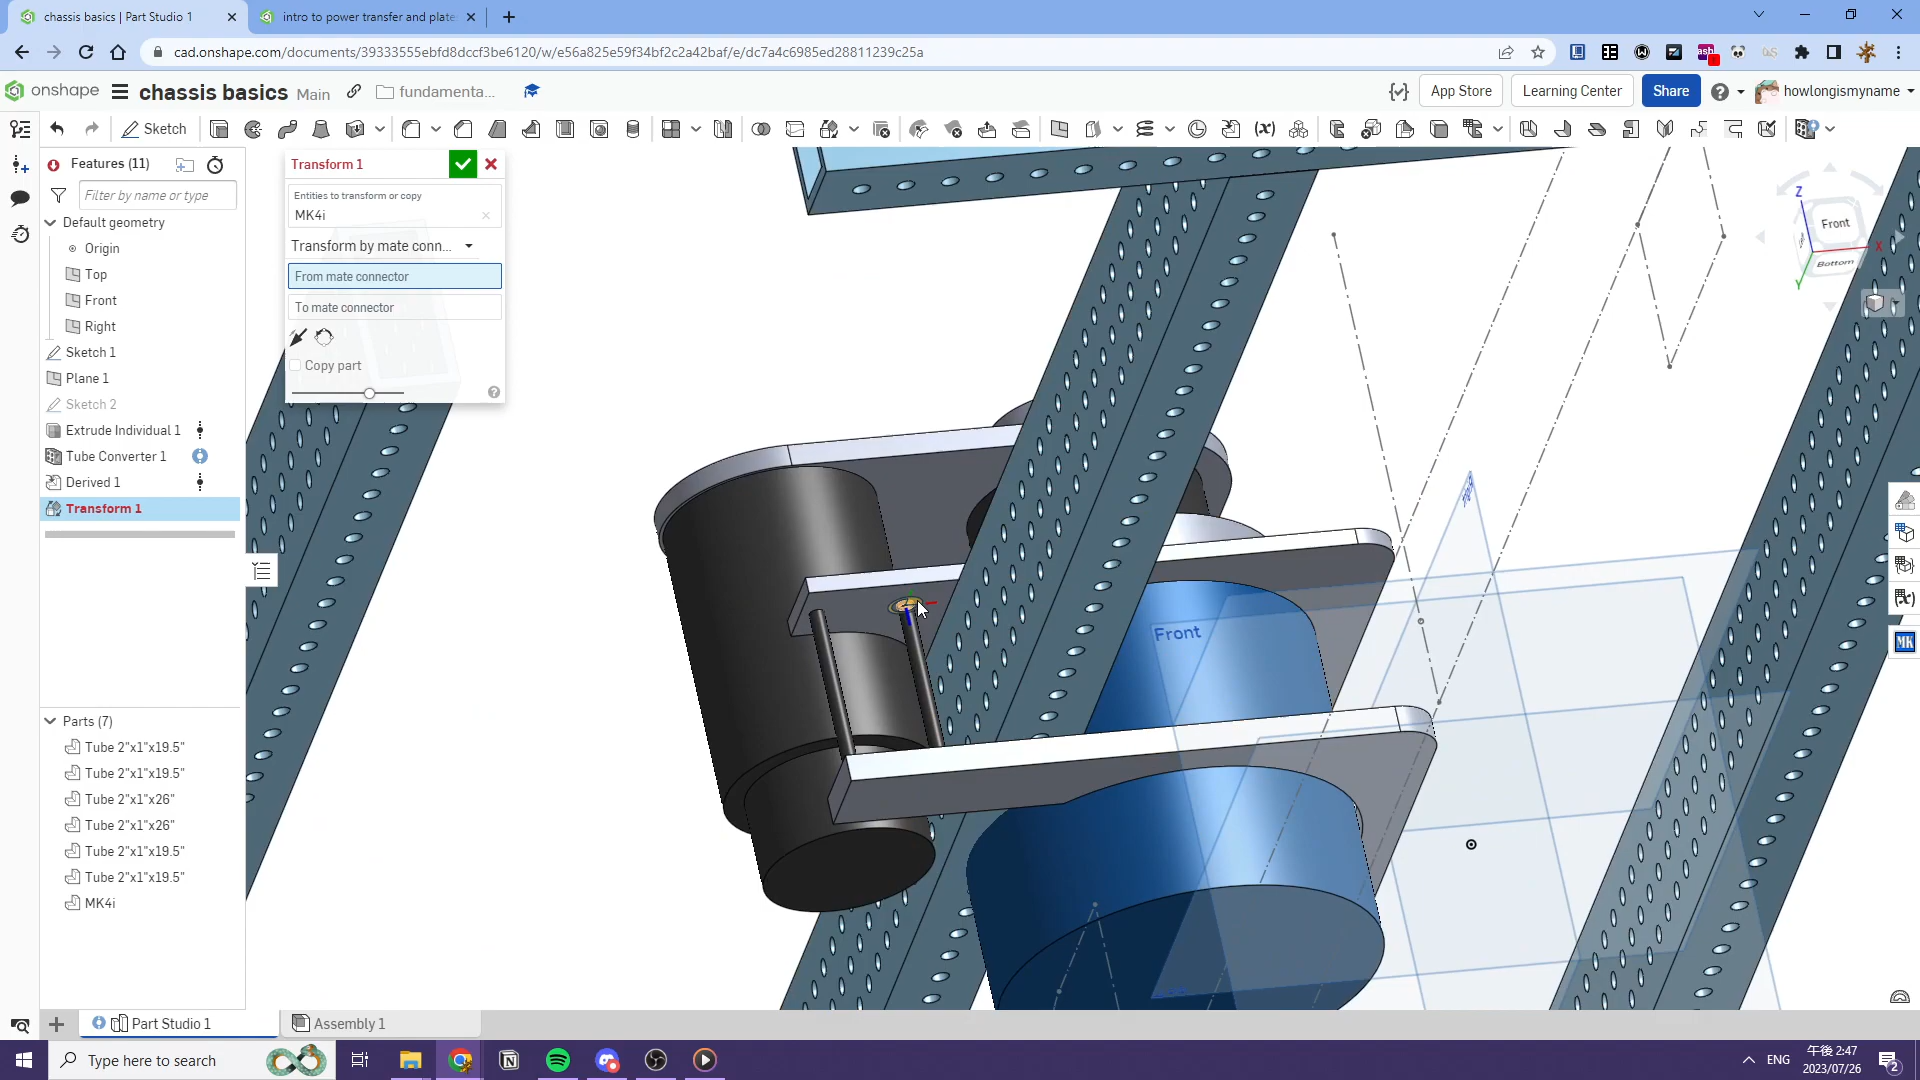 chassis basics | Part Studio 1
intro to power transfer and plate
cad.onshape.com/documents/39333555ebfd8dccf3be6120/w/e56a825e59f34bf2c2a42baf/e/dc7a4c6985ed28811239c25a
onshape
chassis basics
Main
fundamenta...
App Store
Learning Center
Share
howlongismyname
Sketch
Features (11)
Filter by name or type
Default geometry
Origin
Top
Front
Right
Sketch 1
Plane 1
Sketch 2
Extrude Individual 1
Tube Converter 1
Derived 1
Transform 1
Transform 1
Entities to transform or copy
MK4i
Transform by mate conn...
From mate connector
To mate connector
Copy part
Front
Z
Front
X
Bottom
Y
MK
Parts (7)
Tube 2"x1"x19.5"
Tube 2"x1"x19.5"
Tube 2"x1"x26"
Tube 2"x1"x26"
Tube 2"x1"x19.5"
Tube 2"x1"x19.5"
MK4i
Part Studio 1
Assembly 1
Type here to search
ENG
午後 2:47
2023/07/26
2